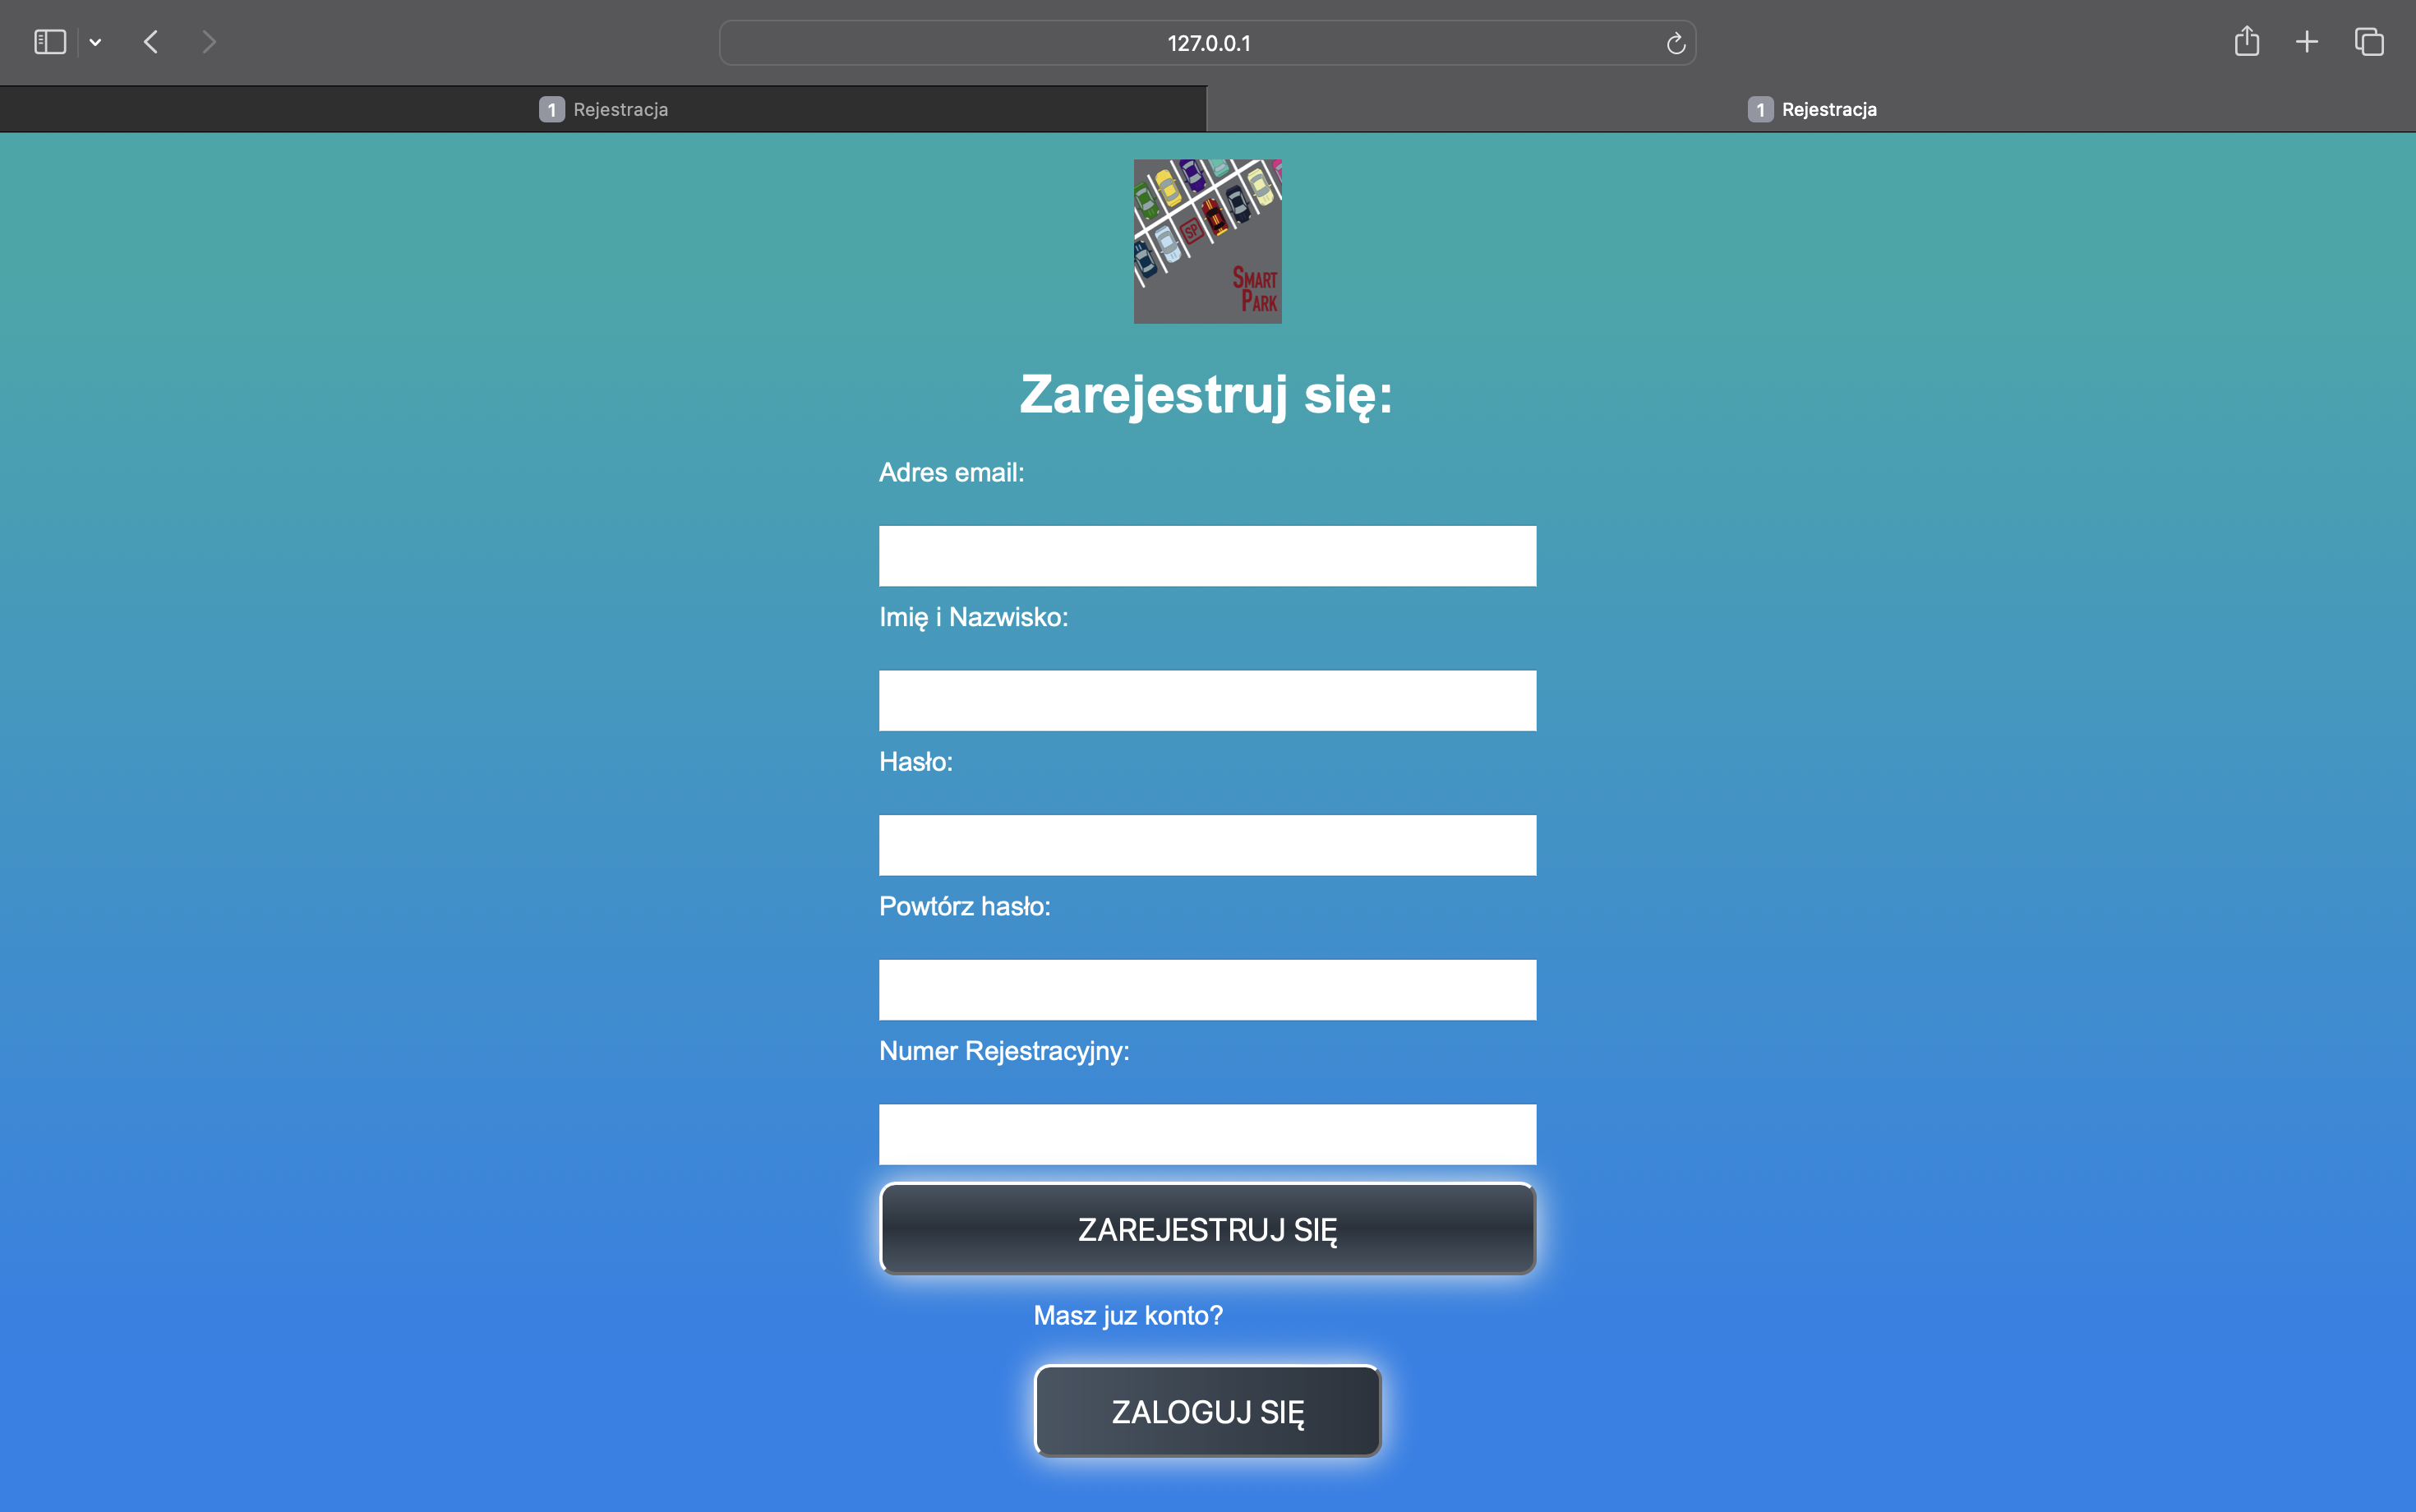 127.0.0.1
1 Rejestracja
1 Rejestracja
SP
SMART
PARK
Zarejestruj się:
Adres email:
Imię i Nazwisko:
Hasło:
Powtórz hasło:
Numer Rejestracyjny:
ZAREJESTRUJ SIĘ
Masz juz konto?
ZALOGUJ SIĘ